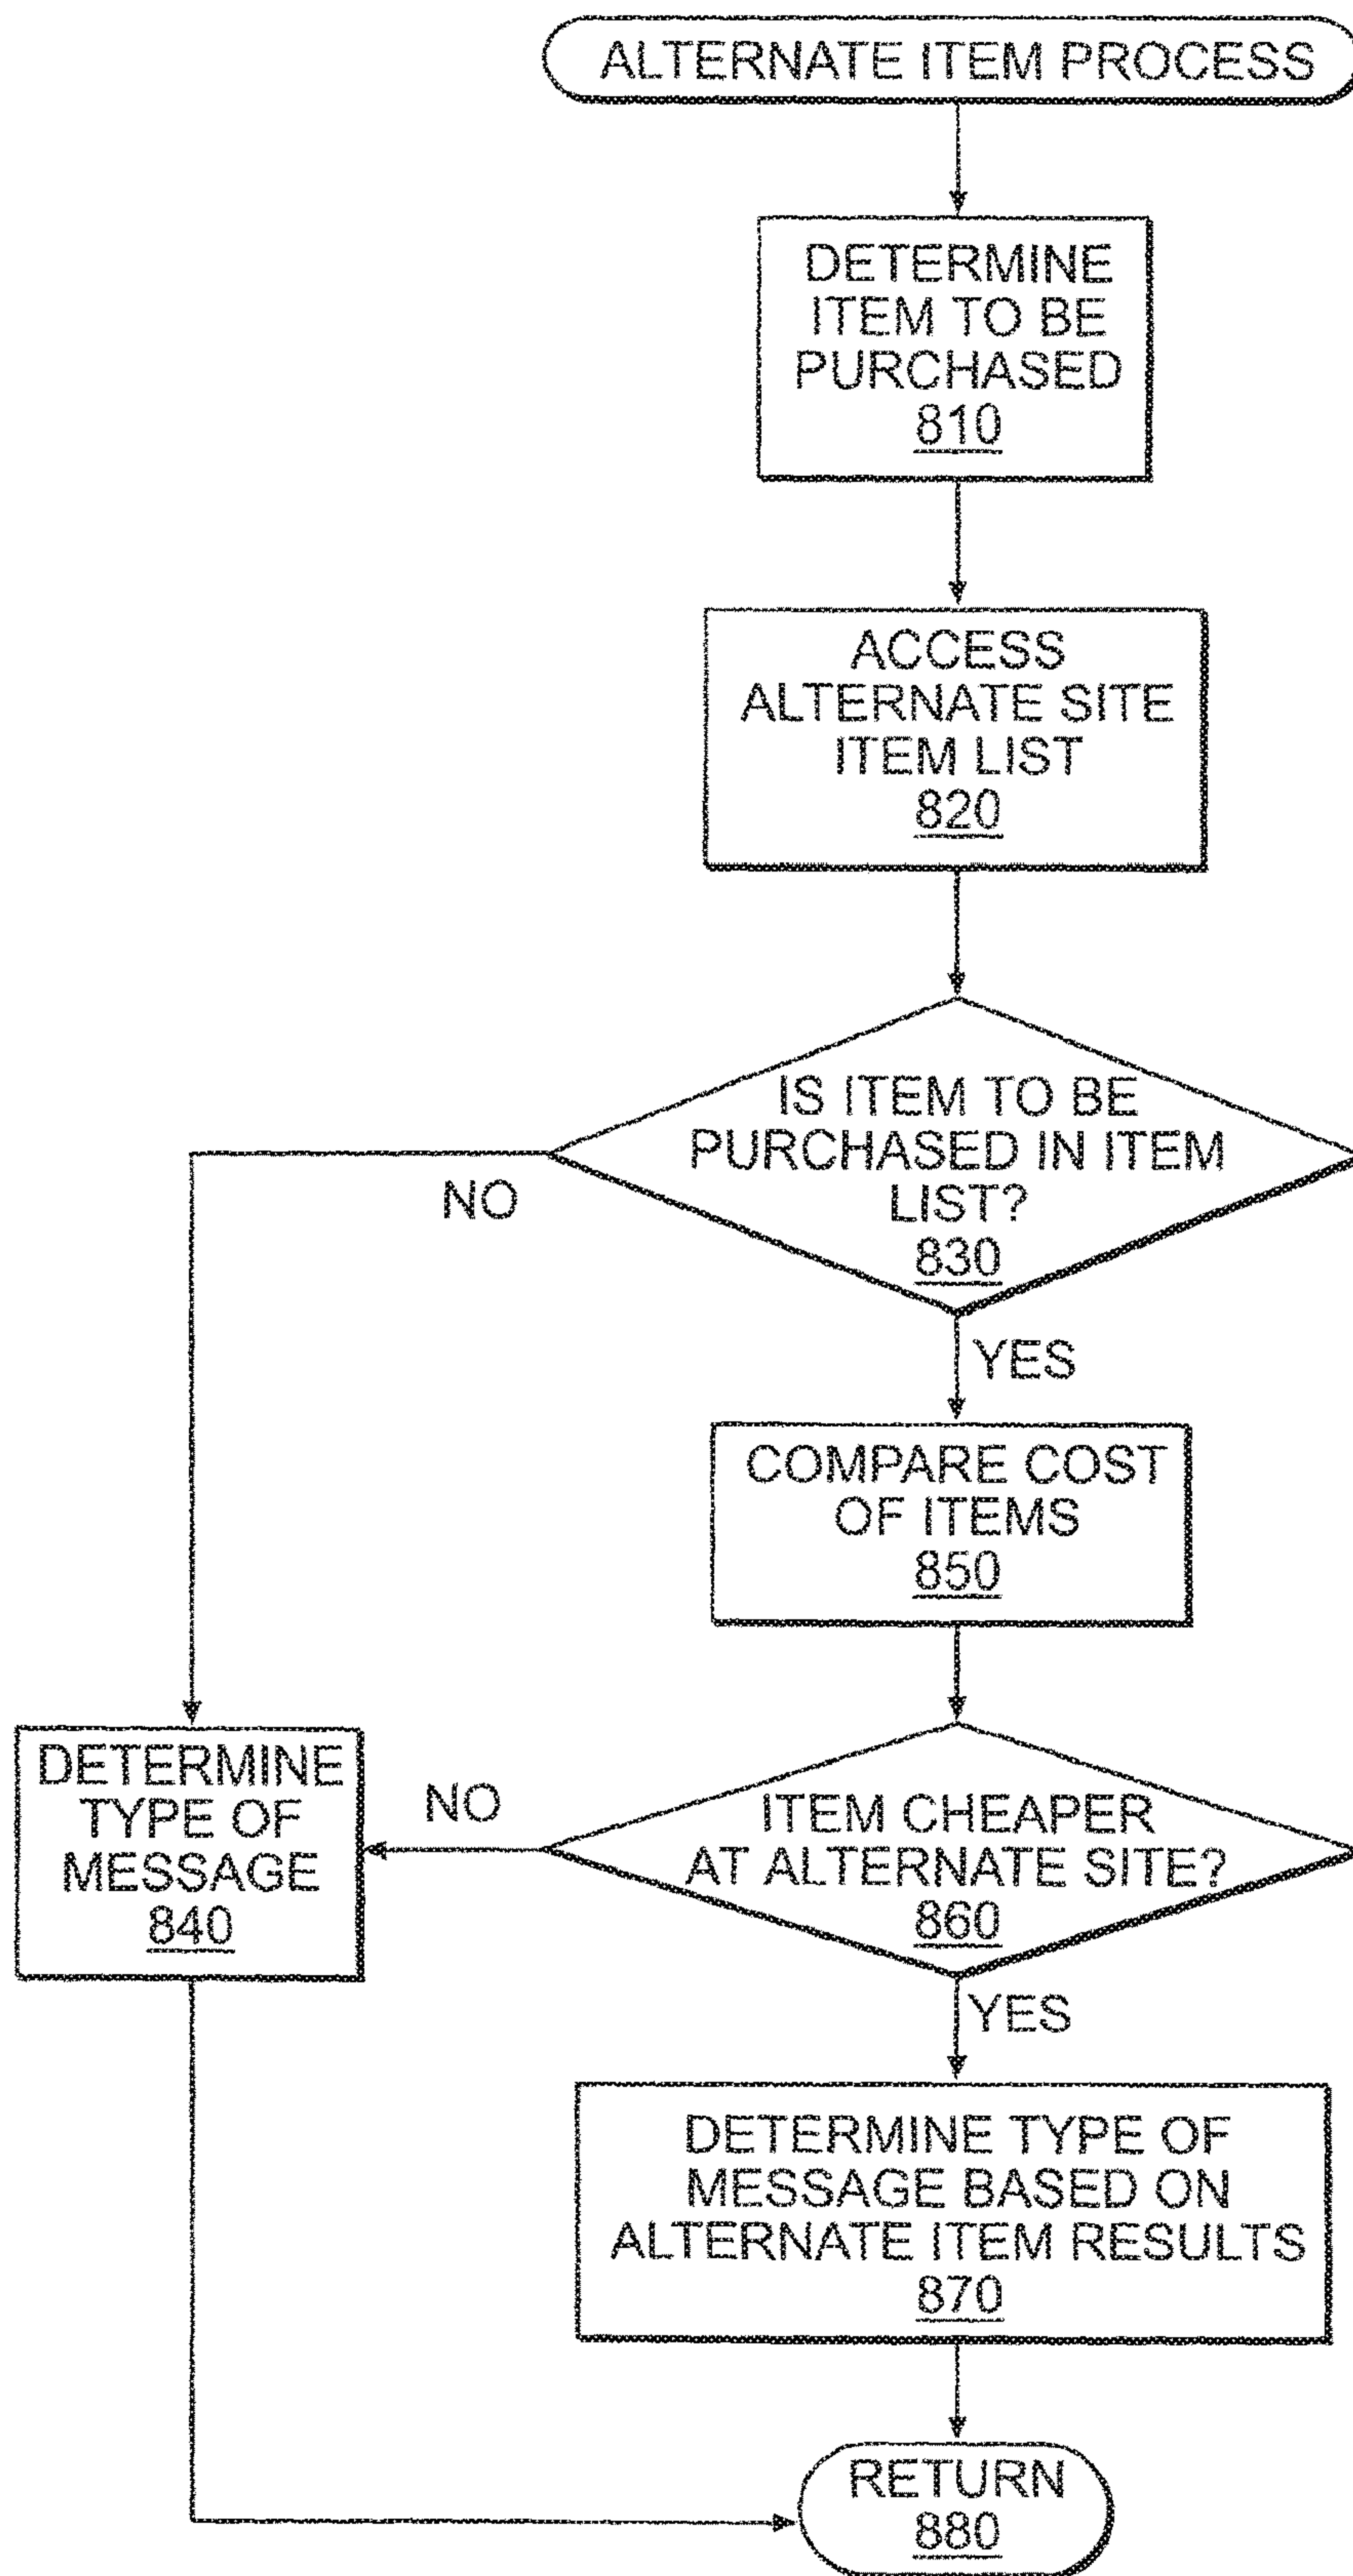 ALTERNATE ITEM PROCESS
DETERMINE
ITEM TO BE
PURCHASED
810
ACCESS
ALTERNATE SITE
ITEM LIST
820
IS ITEM TO BE
PURCHASED IN ITEM
LIST?
830
NO
YES
COMPARE COST
OF ITEMS
850
DETERMINE
TYPE OF
MESSAGE
840
NO
ITEM CHEAPER
AT ALTERNATE SITE?
860
YES
DETERMINE TYPE OF
MESSAGE BASED ON
ALTERNATE ITEM RESULTS
870
RETURN
880